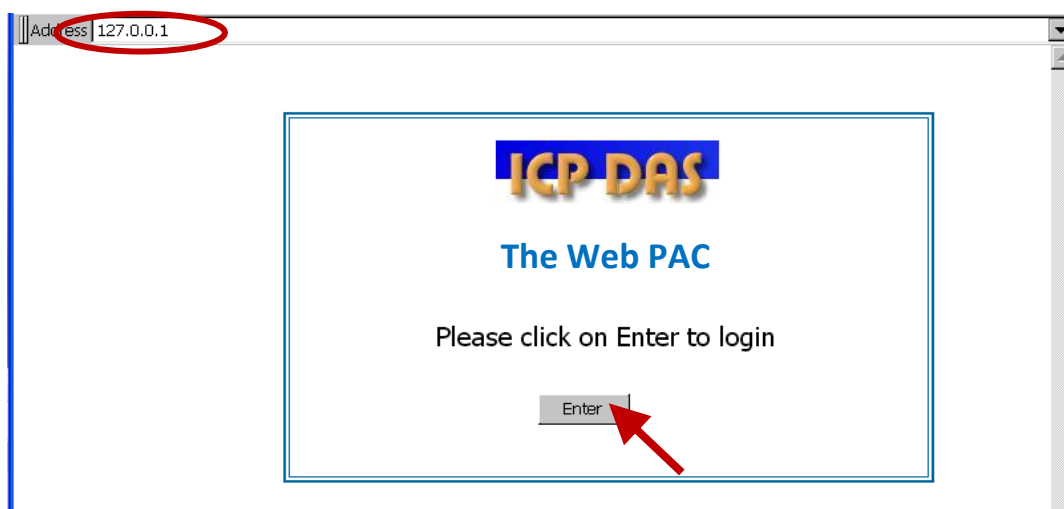 Address 127.0.0.1
ICP DAS
The Web PAC
Please click on Enter to login
Enter